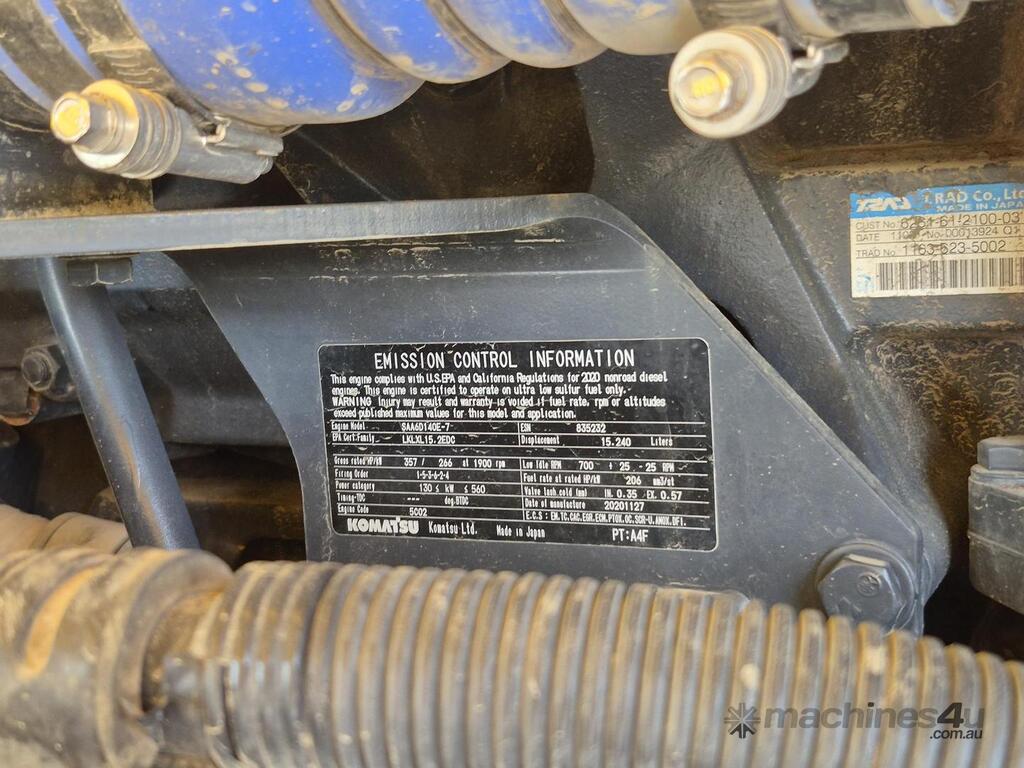 TRAD TRAD Co., Ltd
MADE IN JAPAN
CUST No. 61-2100-03
DATE 00013924 Q1
TRAD No. 1163-523-5002
EMISSION CONTROL INFORMATION
This engine complies with U.S.EPA and California Regulations for 2020 nonroad diesel
engines. This engine is certified to operate on ultra low sulfur fuel only.
WARNING Injury may result and warranty is voided if fuel rate, rpm or altitudes
exceed published maximum values for this model and application.
Engine Model SAA6D140E-7 ESN 835232
EPA Cert.Family LKLXL15.2EDC Displacement 15.240 Liters
Gross rated HP/kW 357/ 266 at 1900 rpm Low Idle RPM 700 + 25 - 25 RPM
Firing Order 1-5-3-6-2-4 Fuel rate at rated HP/kW 206 mm3/st
Power category 130 ≤ kW ≤ 560 Valve lash cold (mm) IN. 0.35 EX. 0.57
Timing-TDC --- deg.BTDC Date of manufacture 20201127
Engine Code 5C02 E.C.S : EM.TC.CAC.EGR.ECM.PTOX.OC.SCR-U.AMOX.DFI.
KOMATSU Komatsu Ltd. Made in Japan PT:A4F
machines4u
.com.au